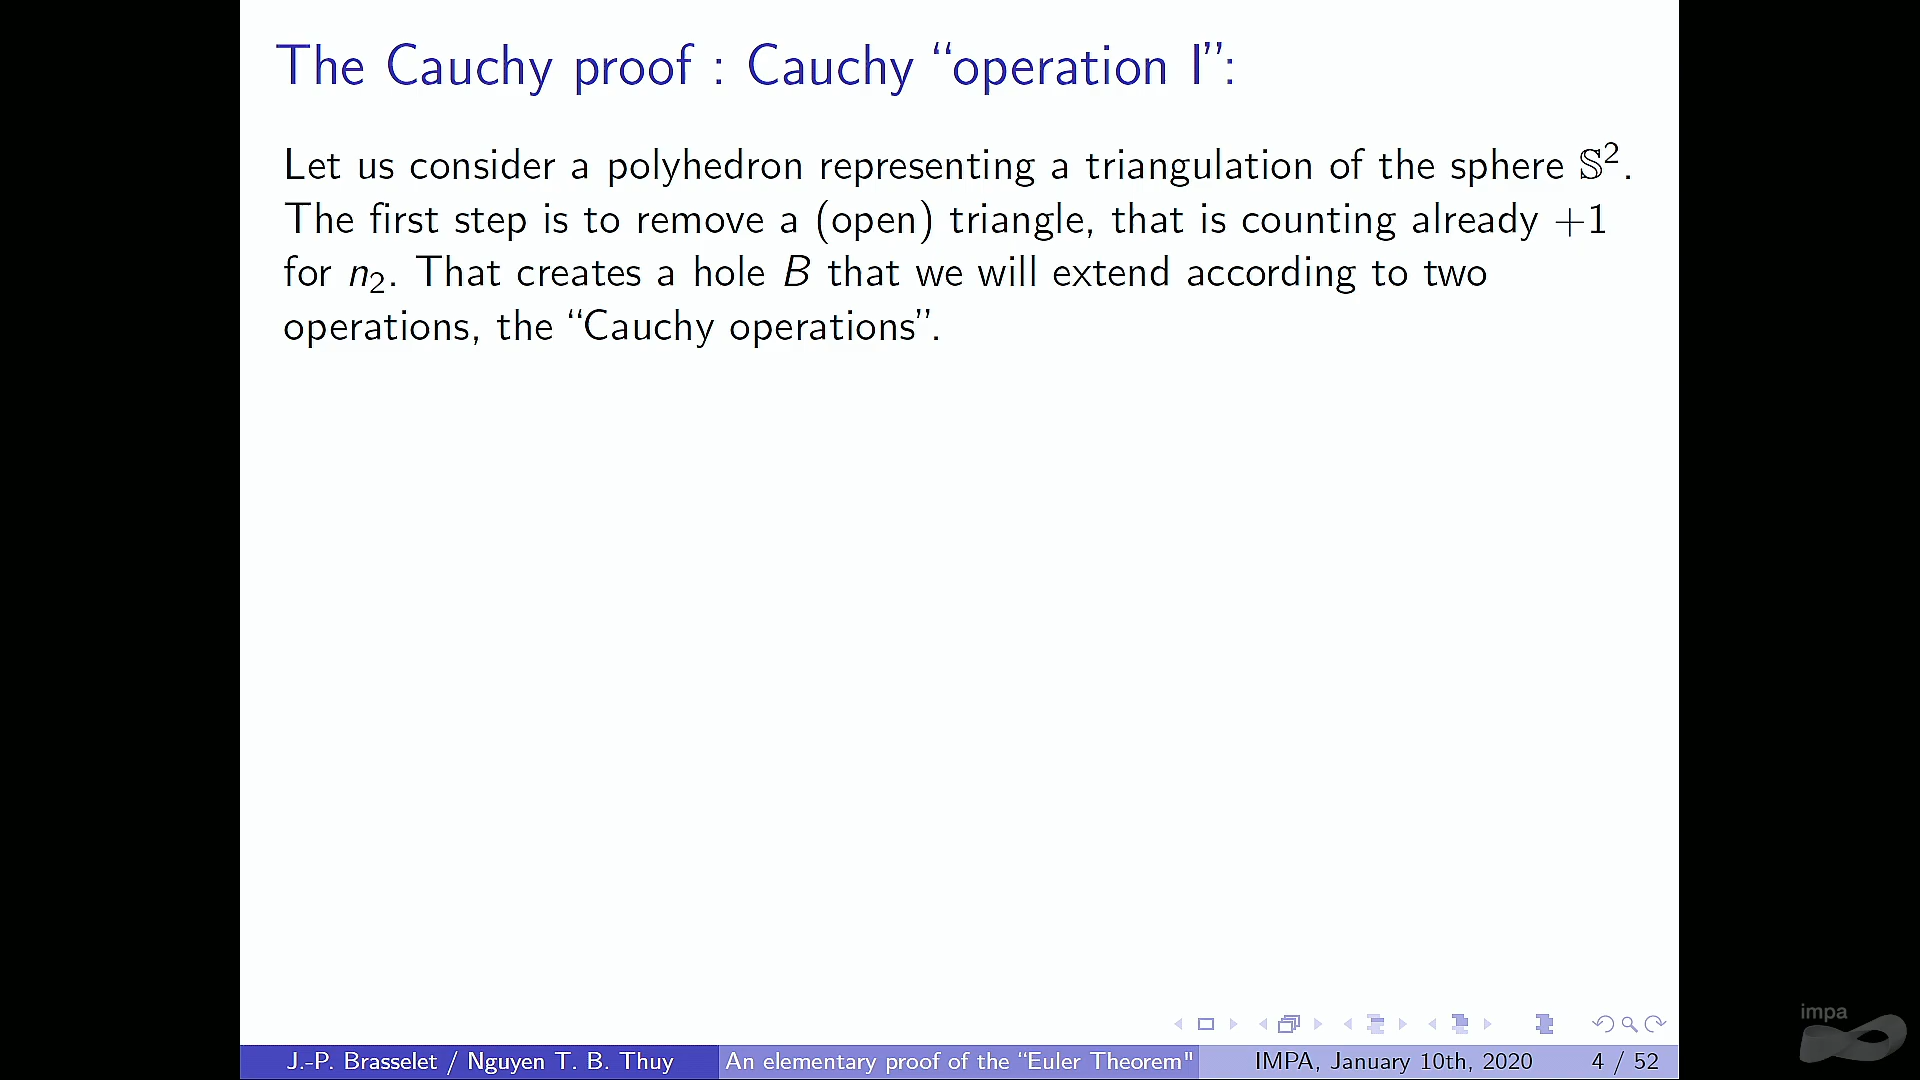 The Cauchy proof : Cauchy “operation I”:
Let us consider a polyhedron representing a triangulation of the sphere 𝕊².
The first step is to remove a (open) triangle, that is counting already +1
for n₂. That creates a hole B that we will extend according to two
operations, the “Cauchy operations”.
impa
J.-P. Brasselet / Nguyen T. B. Thuy An elementary proof of the “Euler Theorem" IMPA, January 10th, 2020 4 / 52